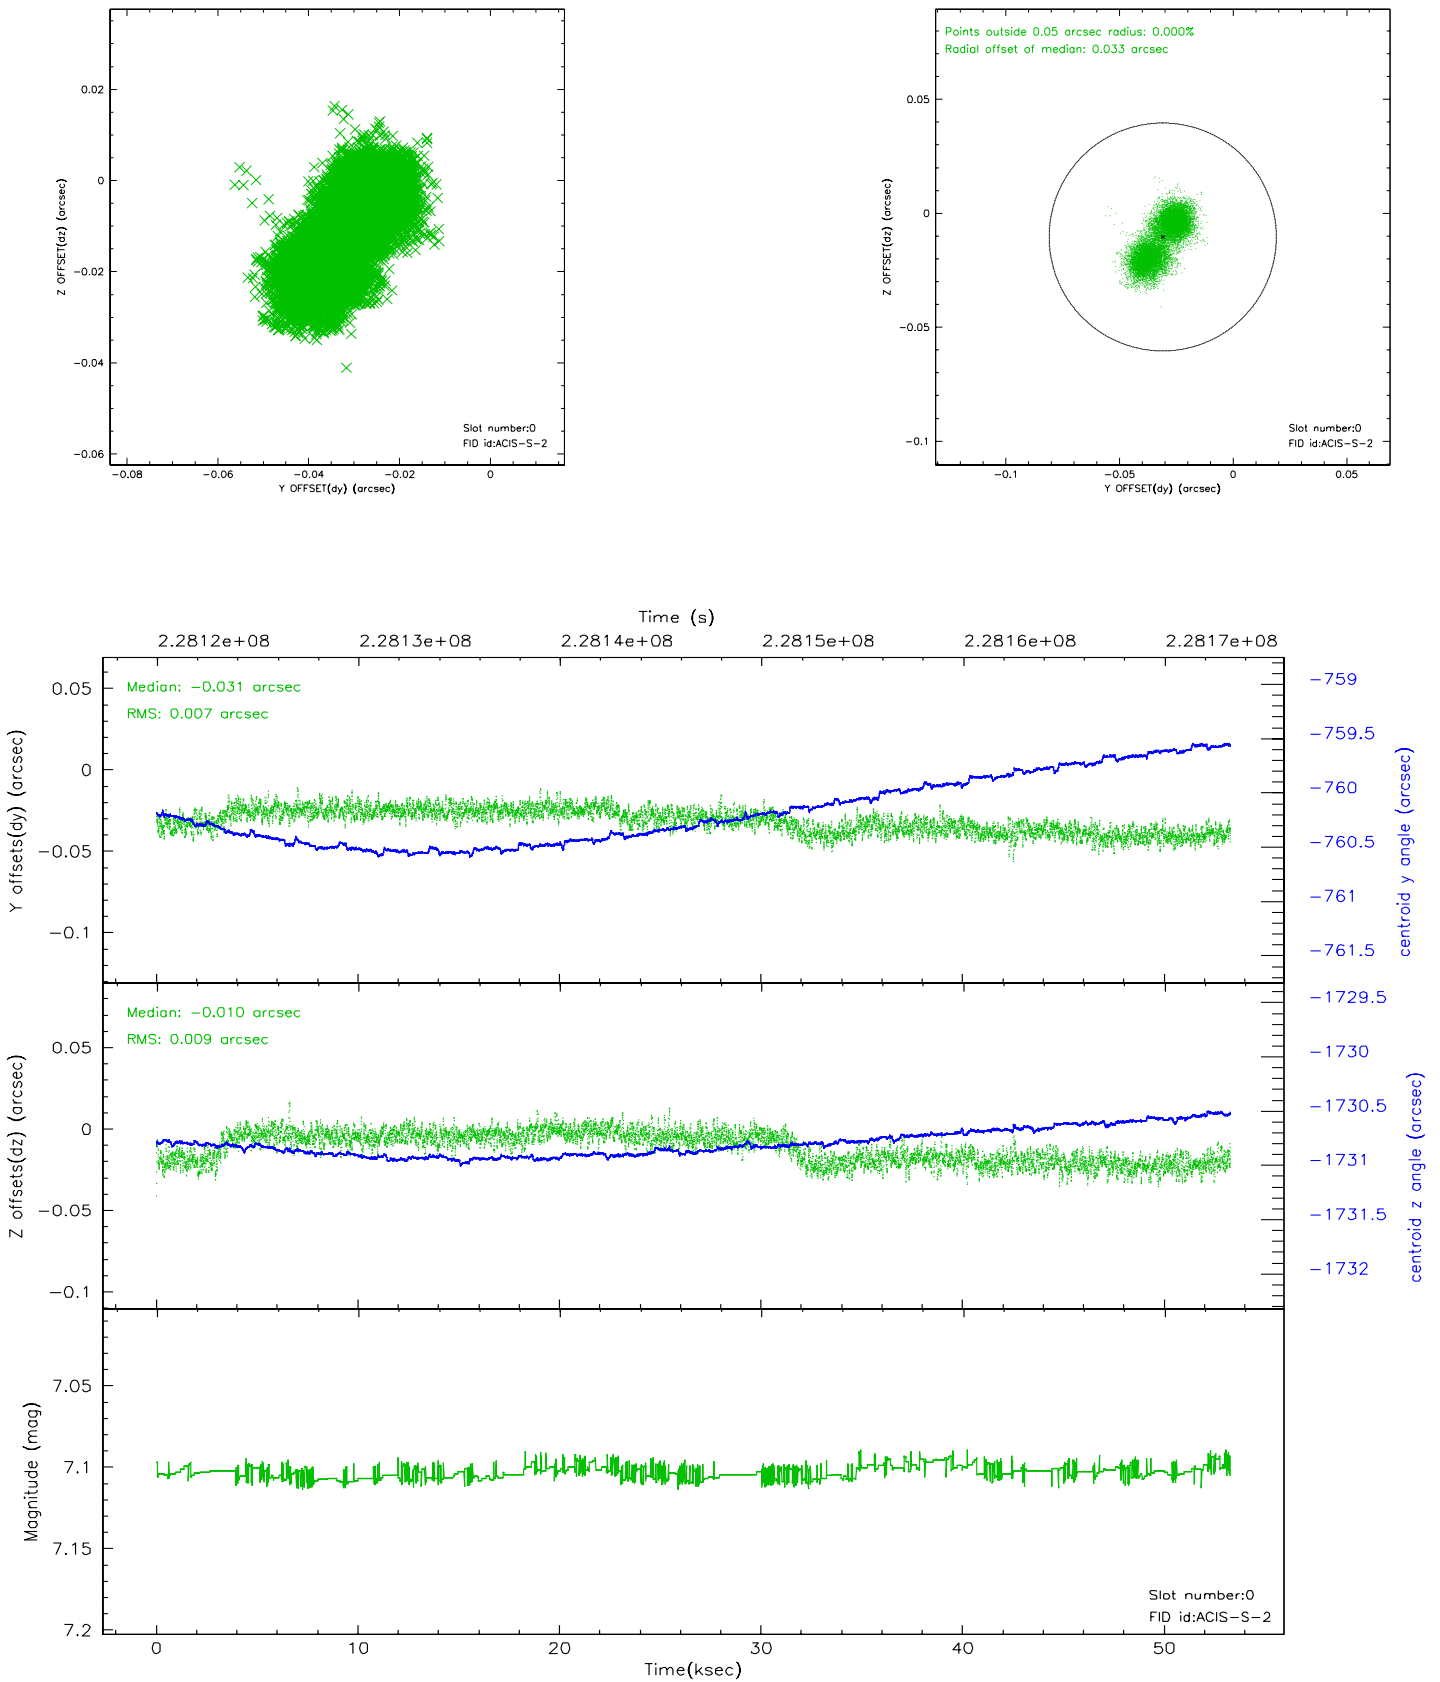 0.02
0
−0.02
−0.04
−0.06
Z OFFSET(dz) (arcsec)
Slot number:0
FID id:ACIS−S−2
−0.08
−0.06
−0.04
−0.02
0
Y OFFSET(dy) (arcsec)
Points outside 0.05 arcsec radius: 0.000%
Radial offset of median: 0.033 arcsec
0.05
0
−0.05
−0.1
Z OFFSET(dz) (arcsec)
Slot number:0
FID id:ACIS−S−2
−0.1
−0.05
0
0.05
Y OFFSET(dy) (arcsec)
Time (s)
2.2812e+08
2.2813e+08
2.2814e+08
2.2815e+08
2.2816e+08
2.2817e+08
Median: −0.031 arcsec
RMS: 0.007 arcsec
0.05
0
−0.05
−0.1
Y offsets(dy) (arcsec)
−759
−759.5
−760
−760.5
−761
−761.5
centroid y angle (arcsec)
Median: −0.010 arcsec
RMS: 0.009 arcsec
0.05
0
−0.05
−0.1
Z offsets(dz) (arcsec)
−1729.5
−1730
−1730.5
−1731
−1731.5
−1732
centroid z angle (arcsec)
7.05
7.1
7.15
7.2
Magnitude (mag)
Slot number:0
FID id:ACIS−S−2
0
10
20
30
40
50
Time(ksec)